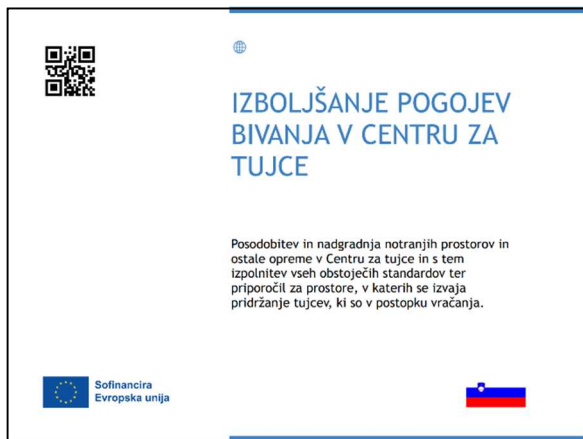 IZBOLJŠANJE POGOJEV
BIVANJA V CENTRU ZA
TUJCE
Posodobitev in nadgradnja notranjih prostorov in
ostale opreme v Centru za tujce in s tem
izpolnitev vseh obstoječih standardov ter
priporočil za prostore, v katerih se izvaja
pridržanje tujcev, ki so v postopku vračanja.
Sofinancira
Evropska unija